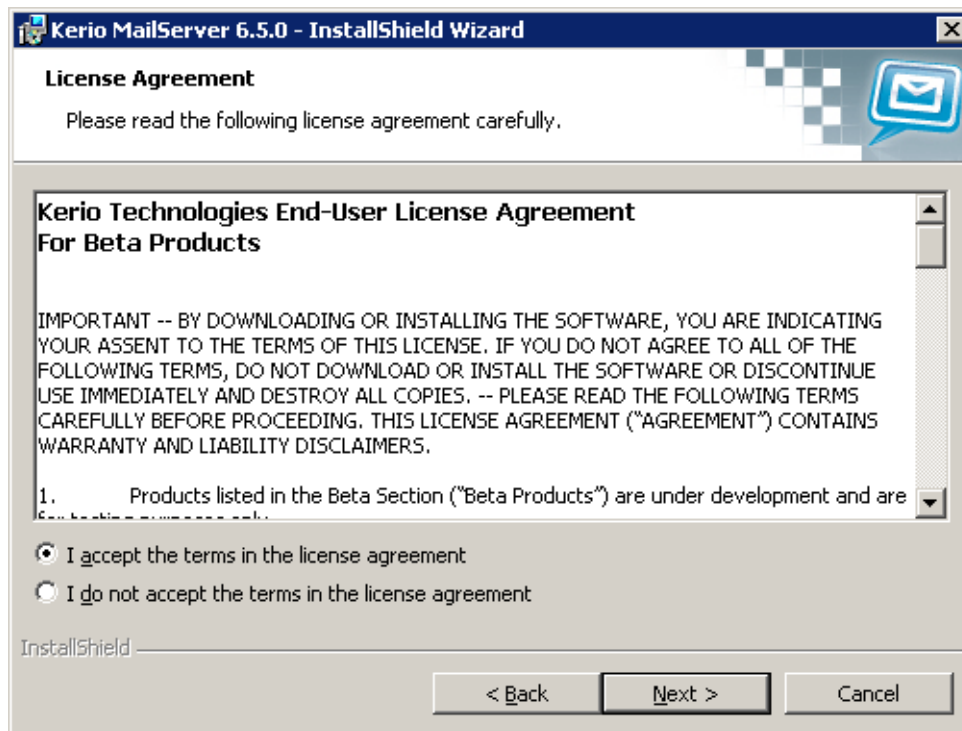 Kerio MailServer 6.5.0 - InstallShield Wizard
License Agreement
Please read the following license agreement carefully.
Kerio Technologies End-User License Agreement
For Beta Products
IMPORTANT -- BY DOWNLOADING OR INSTALLING THE SOFTWARE, YOU ARE INDICATING
YOUR ASSENT TO THE TERMS OF THIS LICENSE. IF YOU DO NOT AGREE TO ALL OF THE
FOLLOWING TERMS, DO NOT DOWNLOAD OR INSTALL THE SOFTWARE OR DISCONTINUE
USE IMMEDIATELY AND DESTROY ALL COPIES. -- PLEASE READ THE FOLLOWING TERMS
CAREFULLY BEFORE PROCEEDING. THIS LICENSE AGREEMENT (“AGREEMENT”) CONTAINS
WARRANTY AND LIABILITY DISCLAIMERS.
1. Products listed in the Beta Section (“Beta Products”) are under development and are
for testing purposes only
I accept the terms in the license agreement
I do not accept the terms in the license agreement
InstallShield
< Back
Next >
Cancel